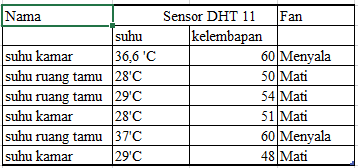 Nama Sensor DHT 11 Fan
suhu kelembapan
suhu kamar 36,6 'C 60 Menyala
suhu ruang tamu 28'C 50 Mati
suhu ruang tamu 29'C 54 Mati
suhu kamar 28'C 51 Mati
suhu ruang tamu 37'C 60 Menyala
suhu kamar 29'C 48 Mati